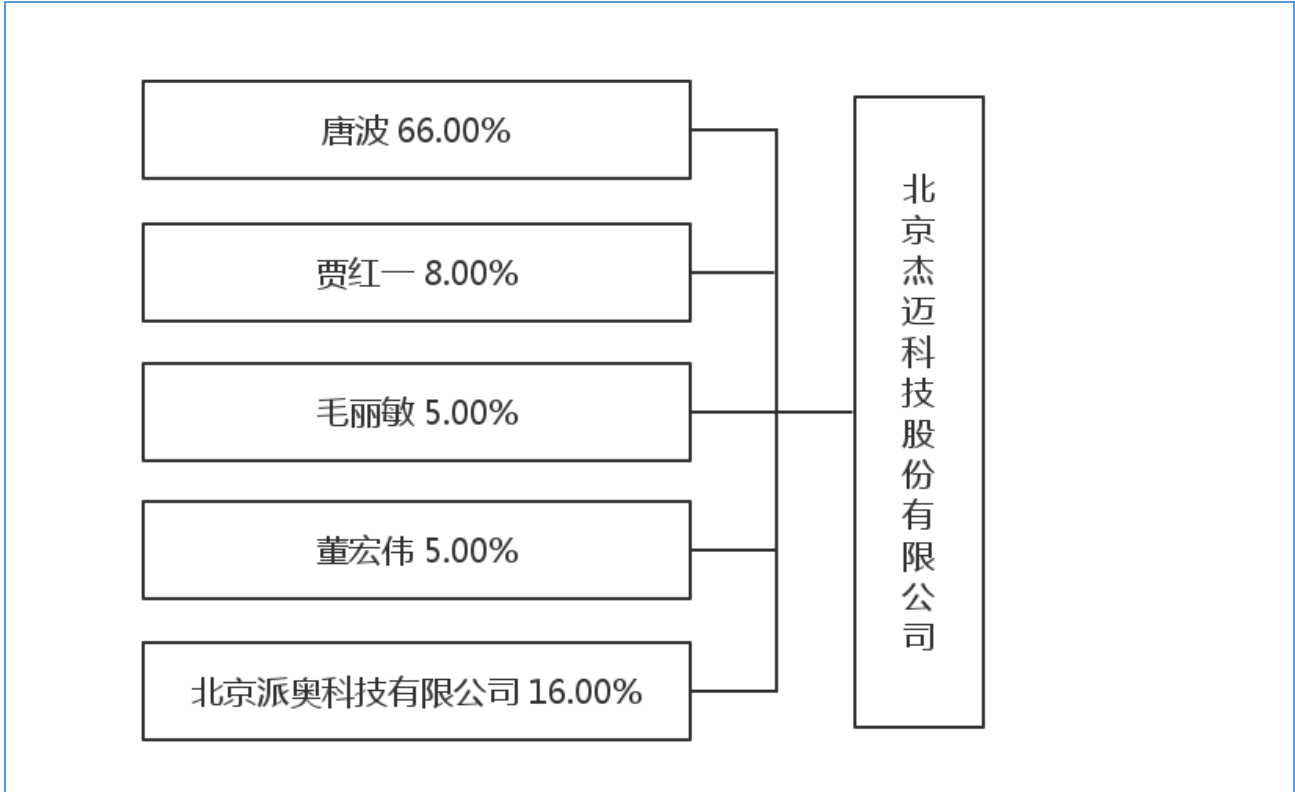 唐波 66.00%
贾红一 8.00%
毛丽敏 5.00%
董宏伟 5.00%
北京派奥科技有限公司 16.00%
北京杰迈科技股份有限公司